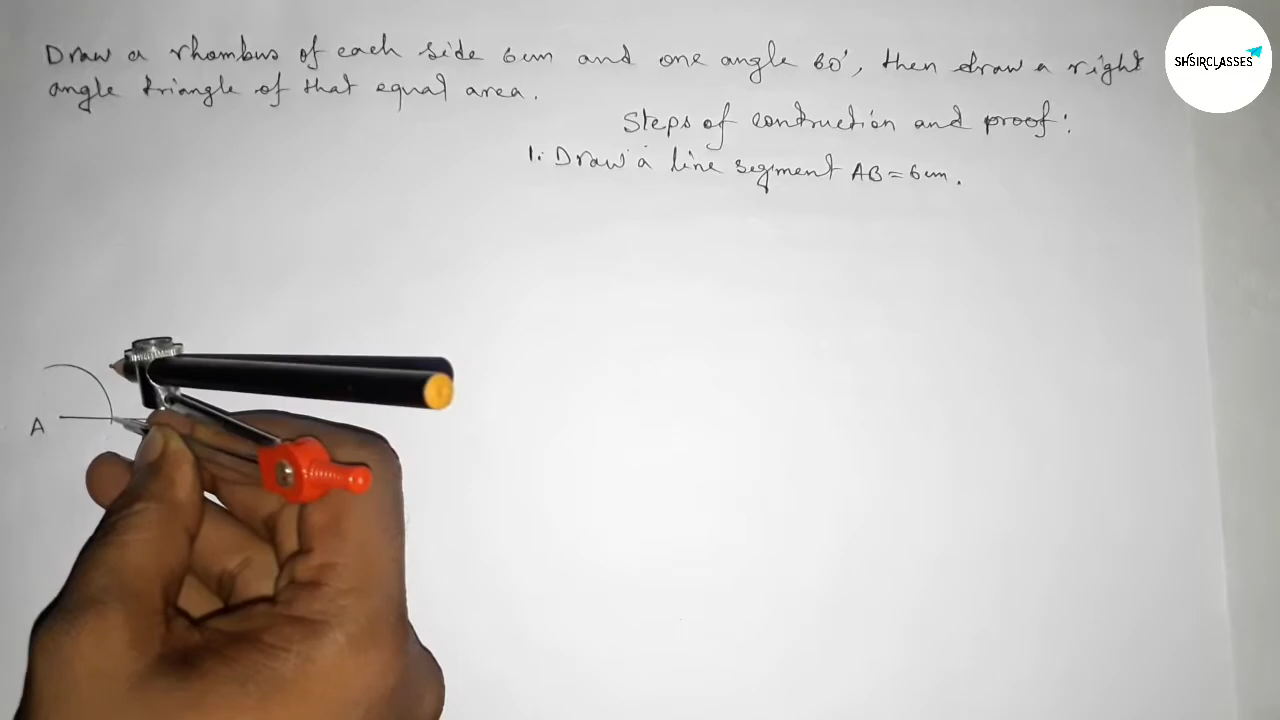 Draw a rhombus of each side 6cm and one angle 60°, then draw a right
angle triangle of that equal area.
SHSIRCLASSES
Steps of contruction and proof:
1. Draw a line segment AB = 6cm.
A